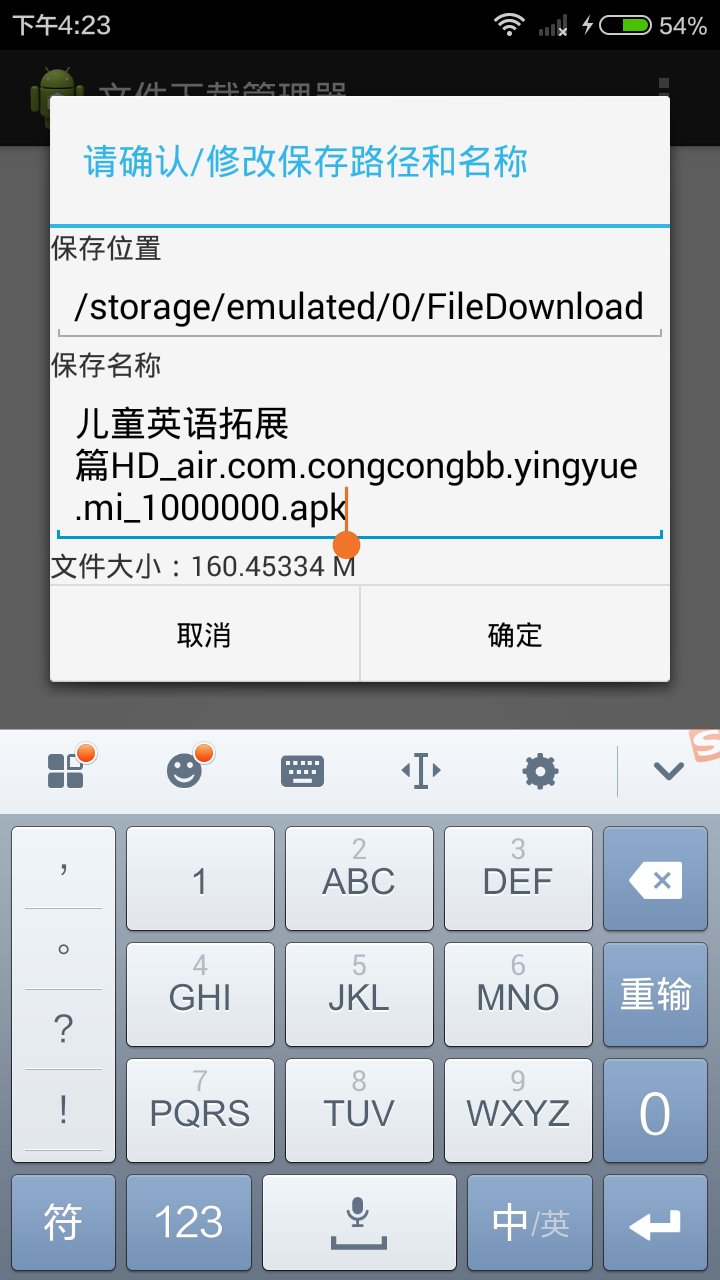 下午4:23
54%
文件下载管理器
请确认/修改保存路径和名称
保存位置
/storage/emulated/0/FileDownload
保存名称
儿童英语拓展
篇HD_air.com.congcongbb.yingyue
.mi_1000000.apk
文件大小：160.45334 M
取消
确定
，
1
2
ABC
3
DEF
。
4
GHI
5
JKL
6
MNO
重输
?
7
PQRS
8
TUV
9
WXYZ
0
!
符
123
中/英